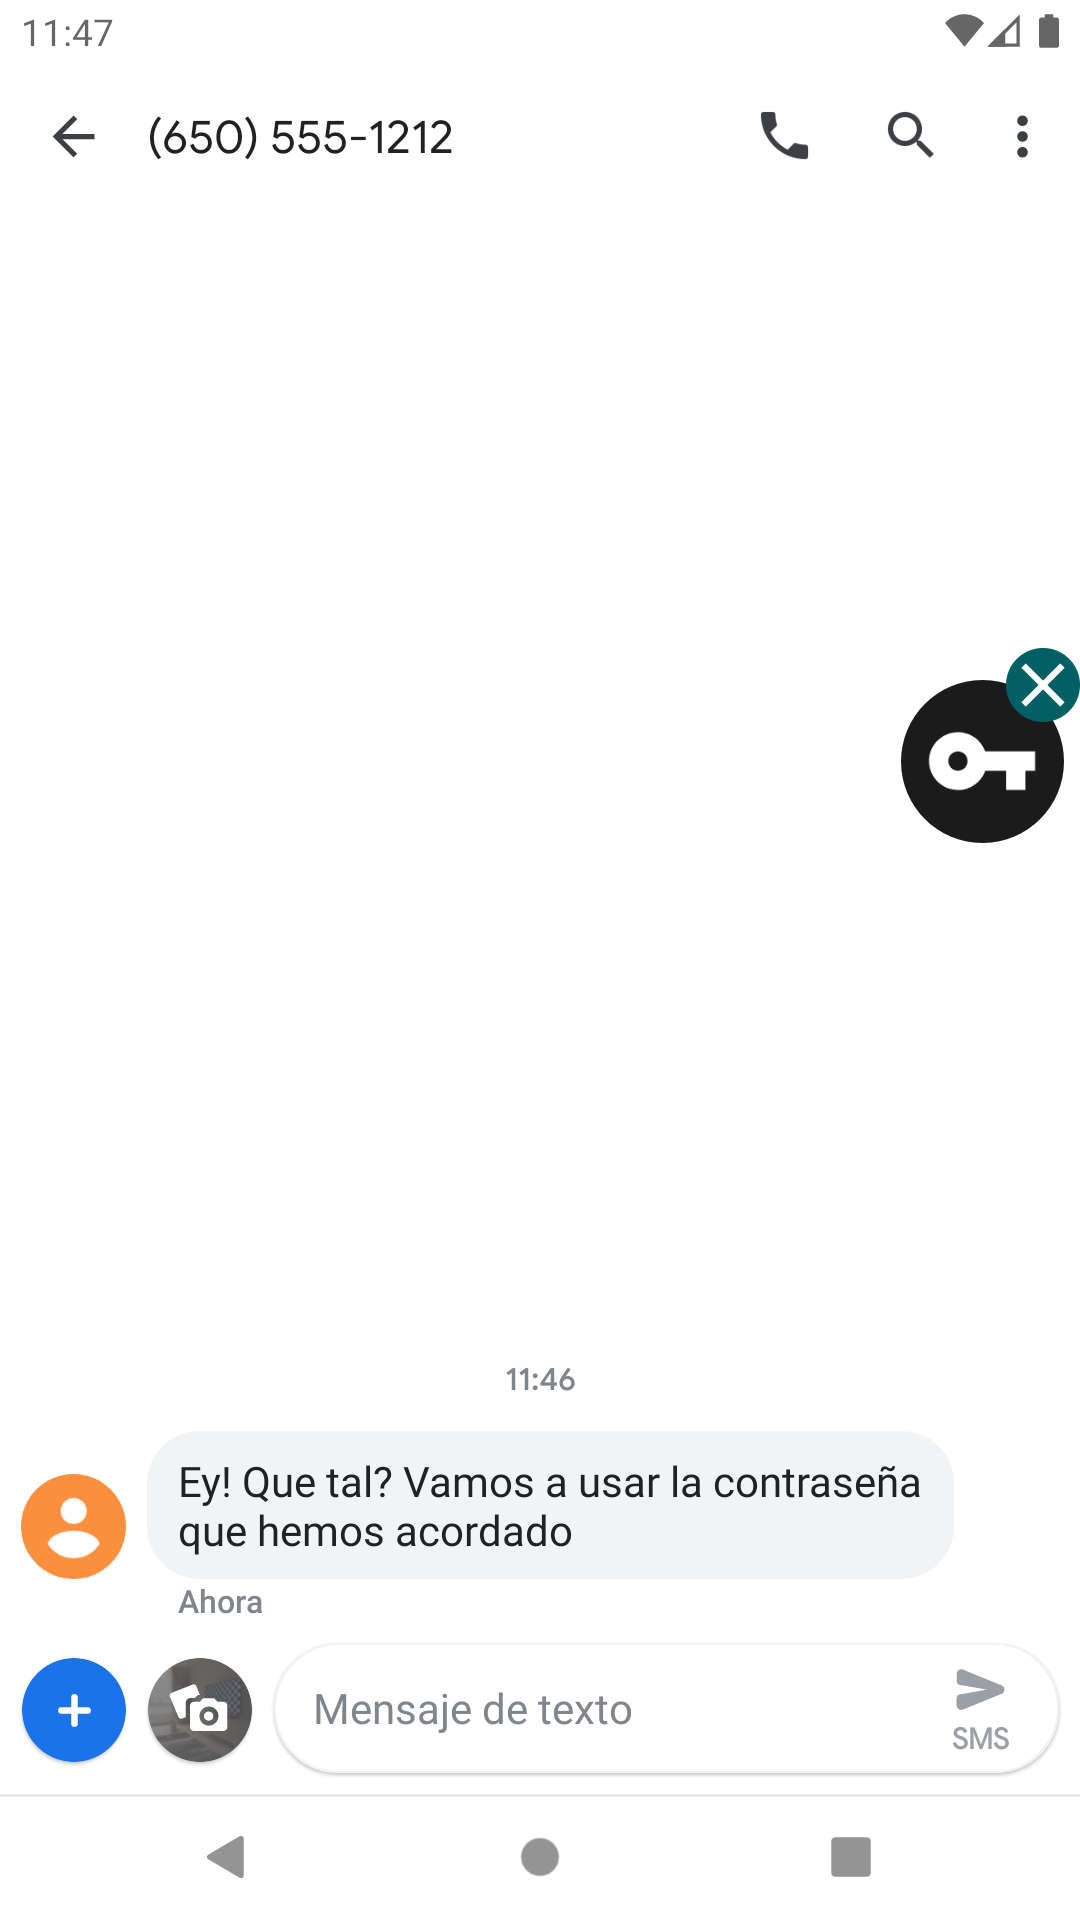 11:47
(650) 555-1212
11:46
Ey! Que tal? Vamos a usar la contraseña
que hemos acordado
Ahora
Mensaje de texto
SMS